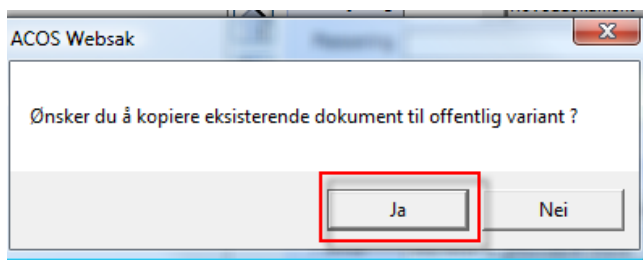 ACOS Websak
Ønsker du å kopiere eksisterende dokument til offentlig variant ?
Ja
Nei